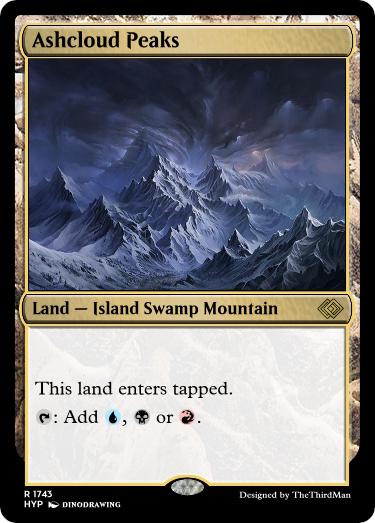 Ashcloud Peaks
Land — Island Swamp Mountain
This land enters tapped.
: Add , or .
R 1743
HYP DINODRAWING
Designed by TheThirdMan